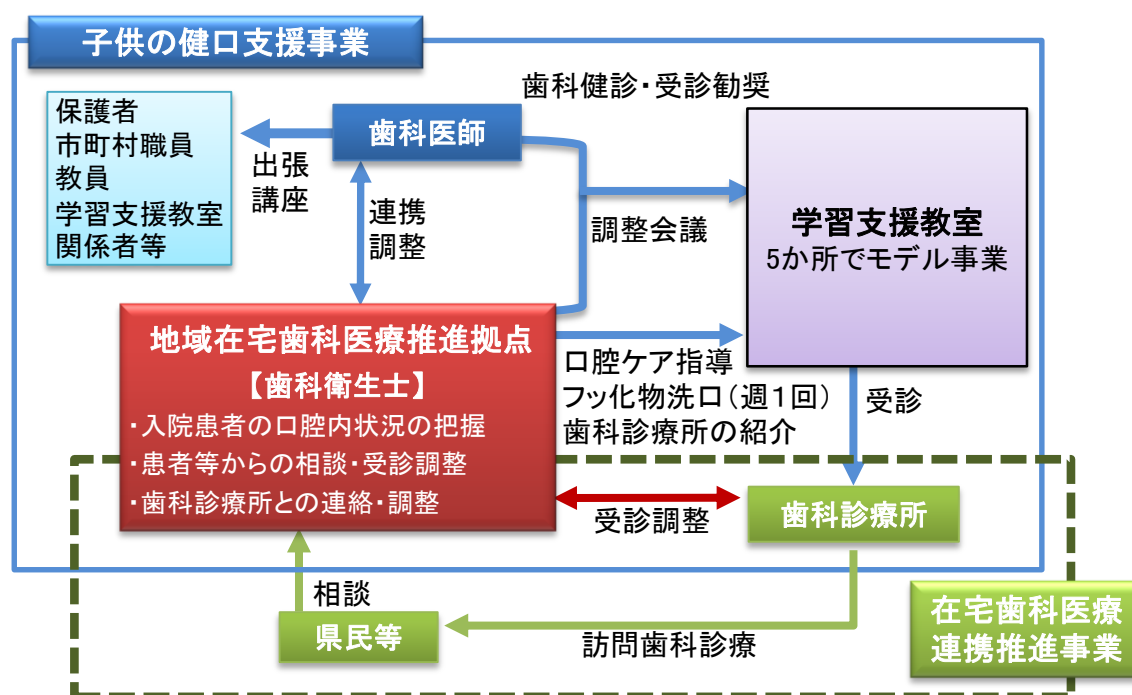 子供の健口支援事業
歯科健診・受診勧奨
保護者
市町村職員
教員
学習支援教室
関係者等
歯科医師
出張
講座
連携
調整
調整会議
学習支援教室
5か所でモデル事業
地域在宅歯科医療推進拠点
【歯科衛生士】
・入院患者の口腔内状況の把握
・患者等からの相談・受診調整
・歯科診療所との連絡・調整
口腔ケア指導
フッ化物洗口（週１回）
歯科診療所の紹介
受診
受診調整
歯科診療所
相談
県民等
訪問歯科診療
在宅歯科医療
連携推進事業